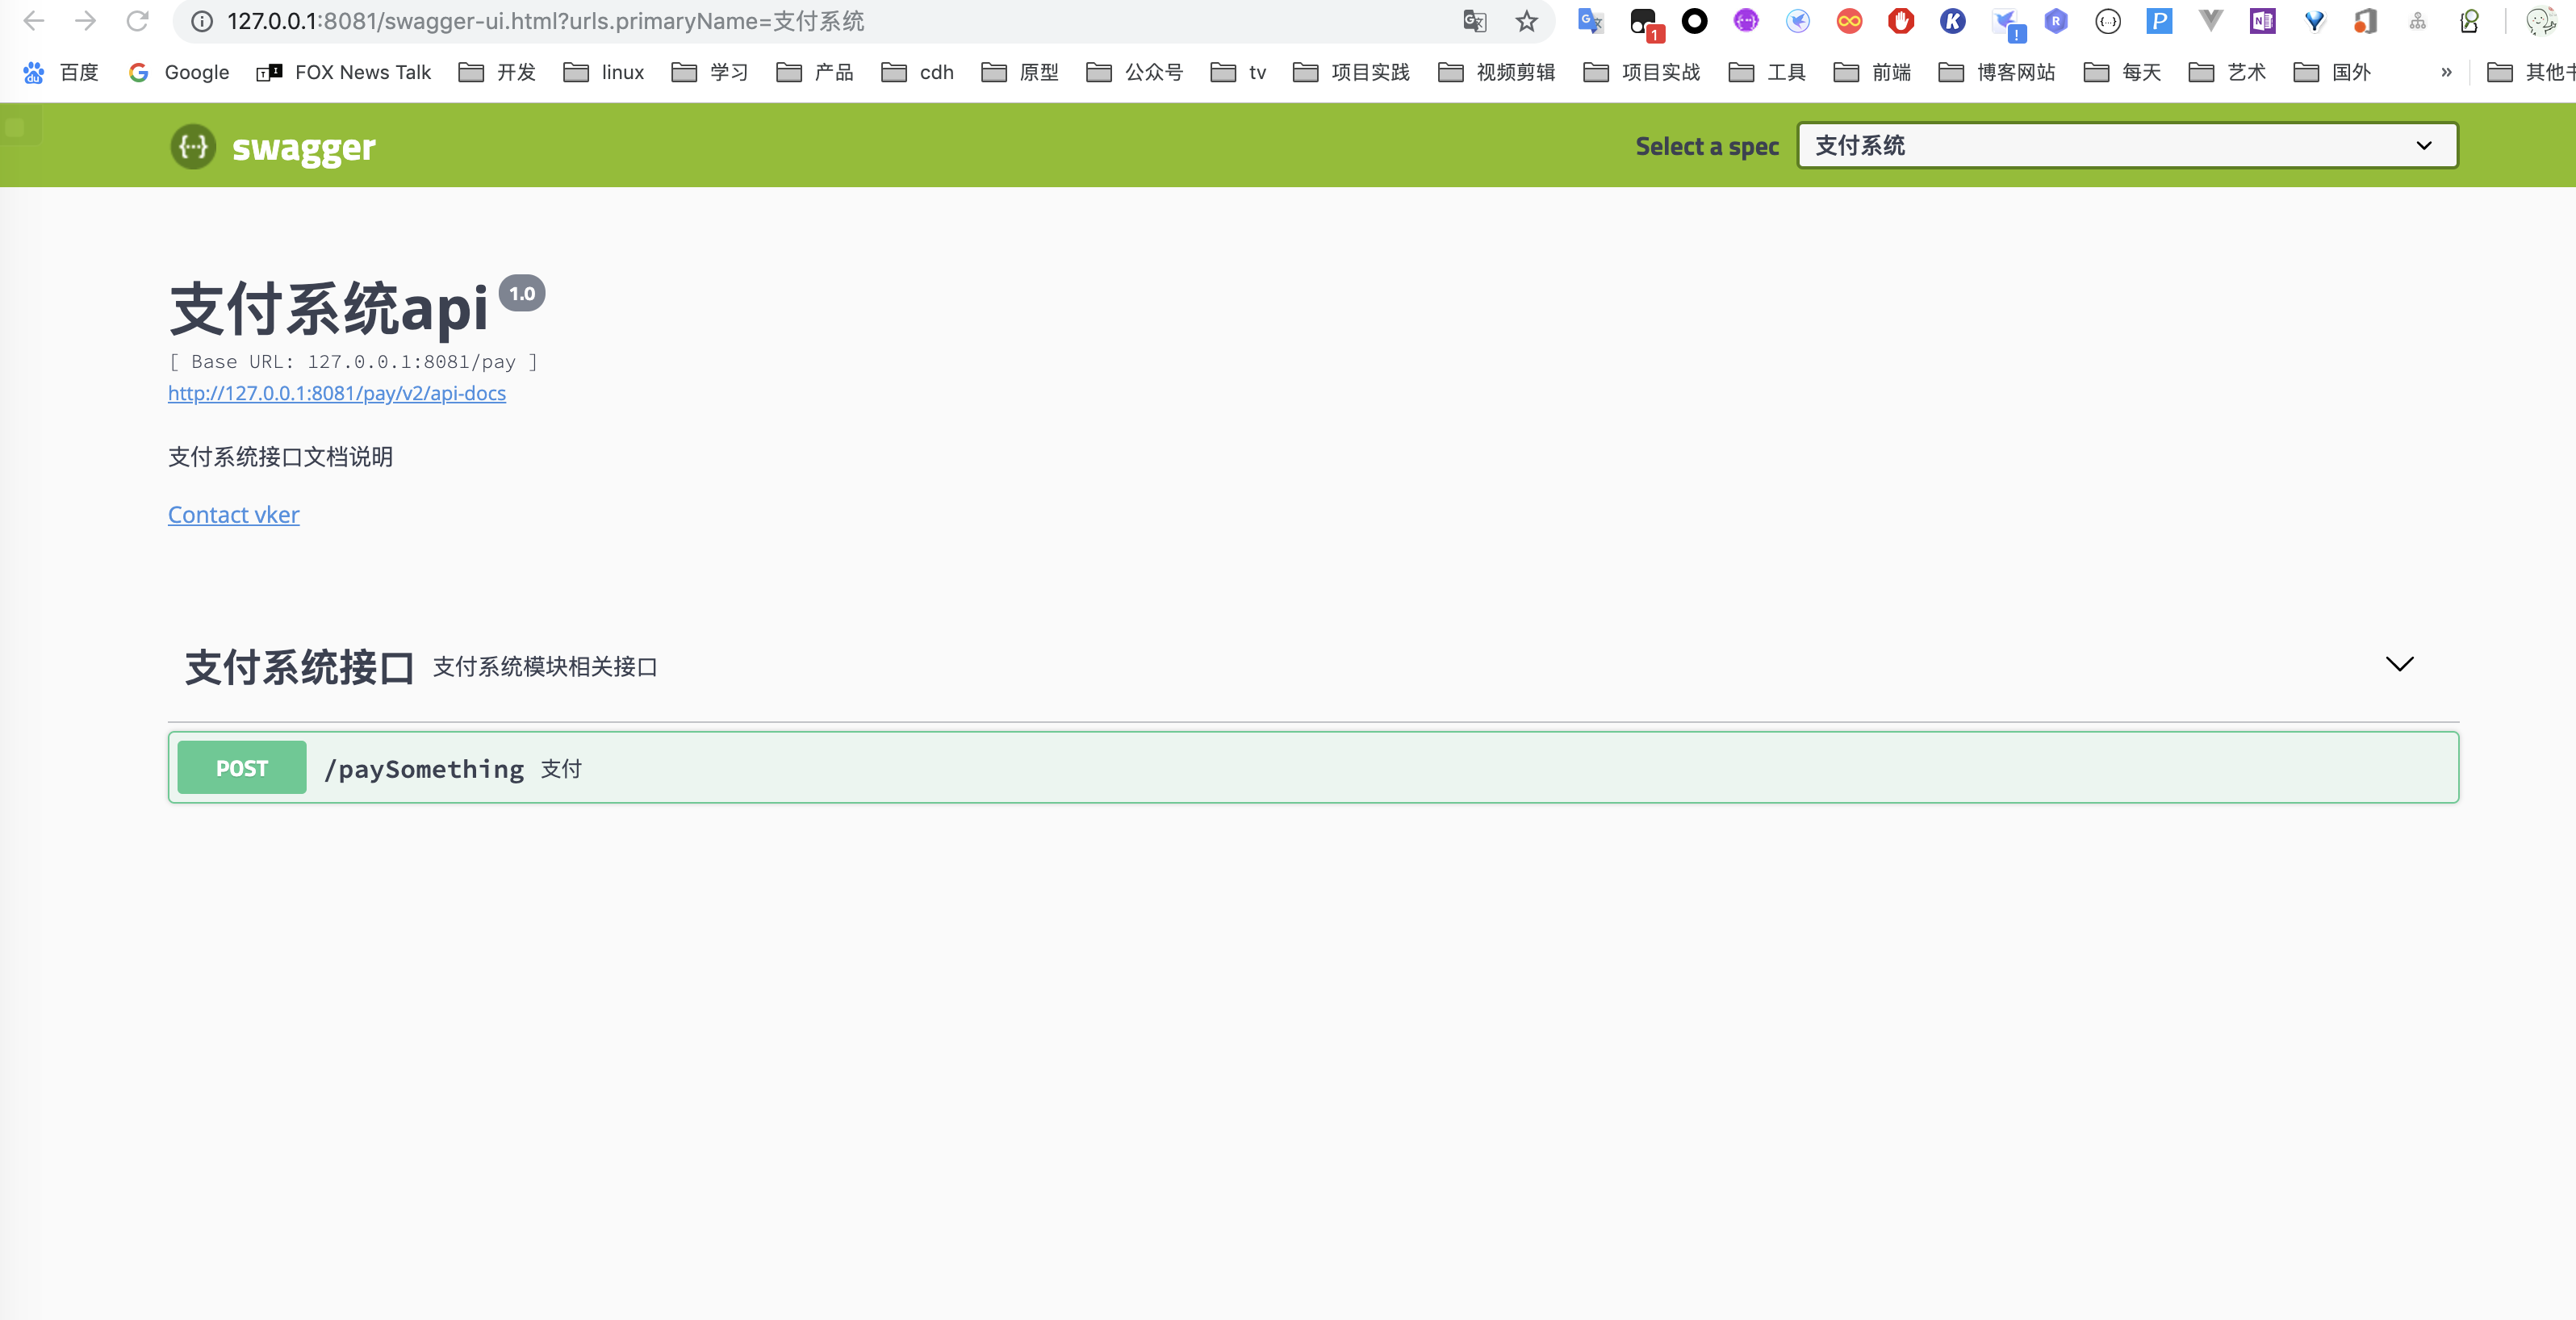 127.0.0.1:8081/swagger-ui.html?urls.primaryName=支付系统
1
K
!
R
P
N
百度 Google FOX News Talk 开发 linux 学习 产品 cdh 原型 公众号 tv 项目实践 视频剪辑 项目实战 工具 前端 博客网站 每天 艺术 国外 » 其他
{···} swagger Select a spec 支付系统
支付系统api 1.0
[ Base URL: 127.0.0.1:8081/pay ]
http://127.0.0.1:8081/pay/v2/api-docs
支付系统接口文档说明
Contact vker
支付系统接口 支付系统模块相关接口
POST /paySomething 支付